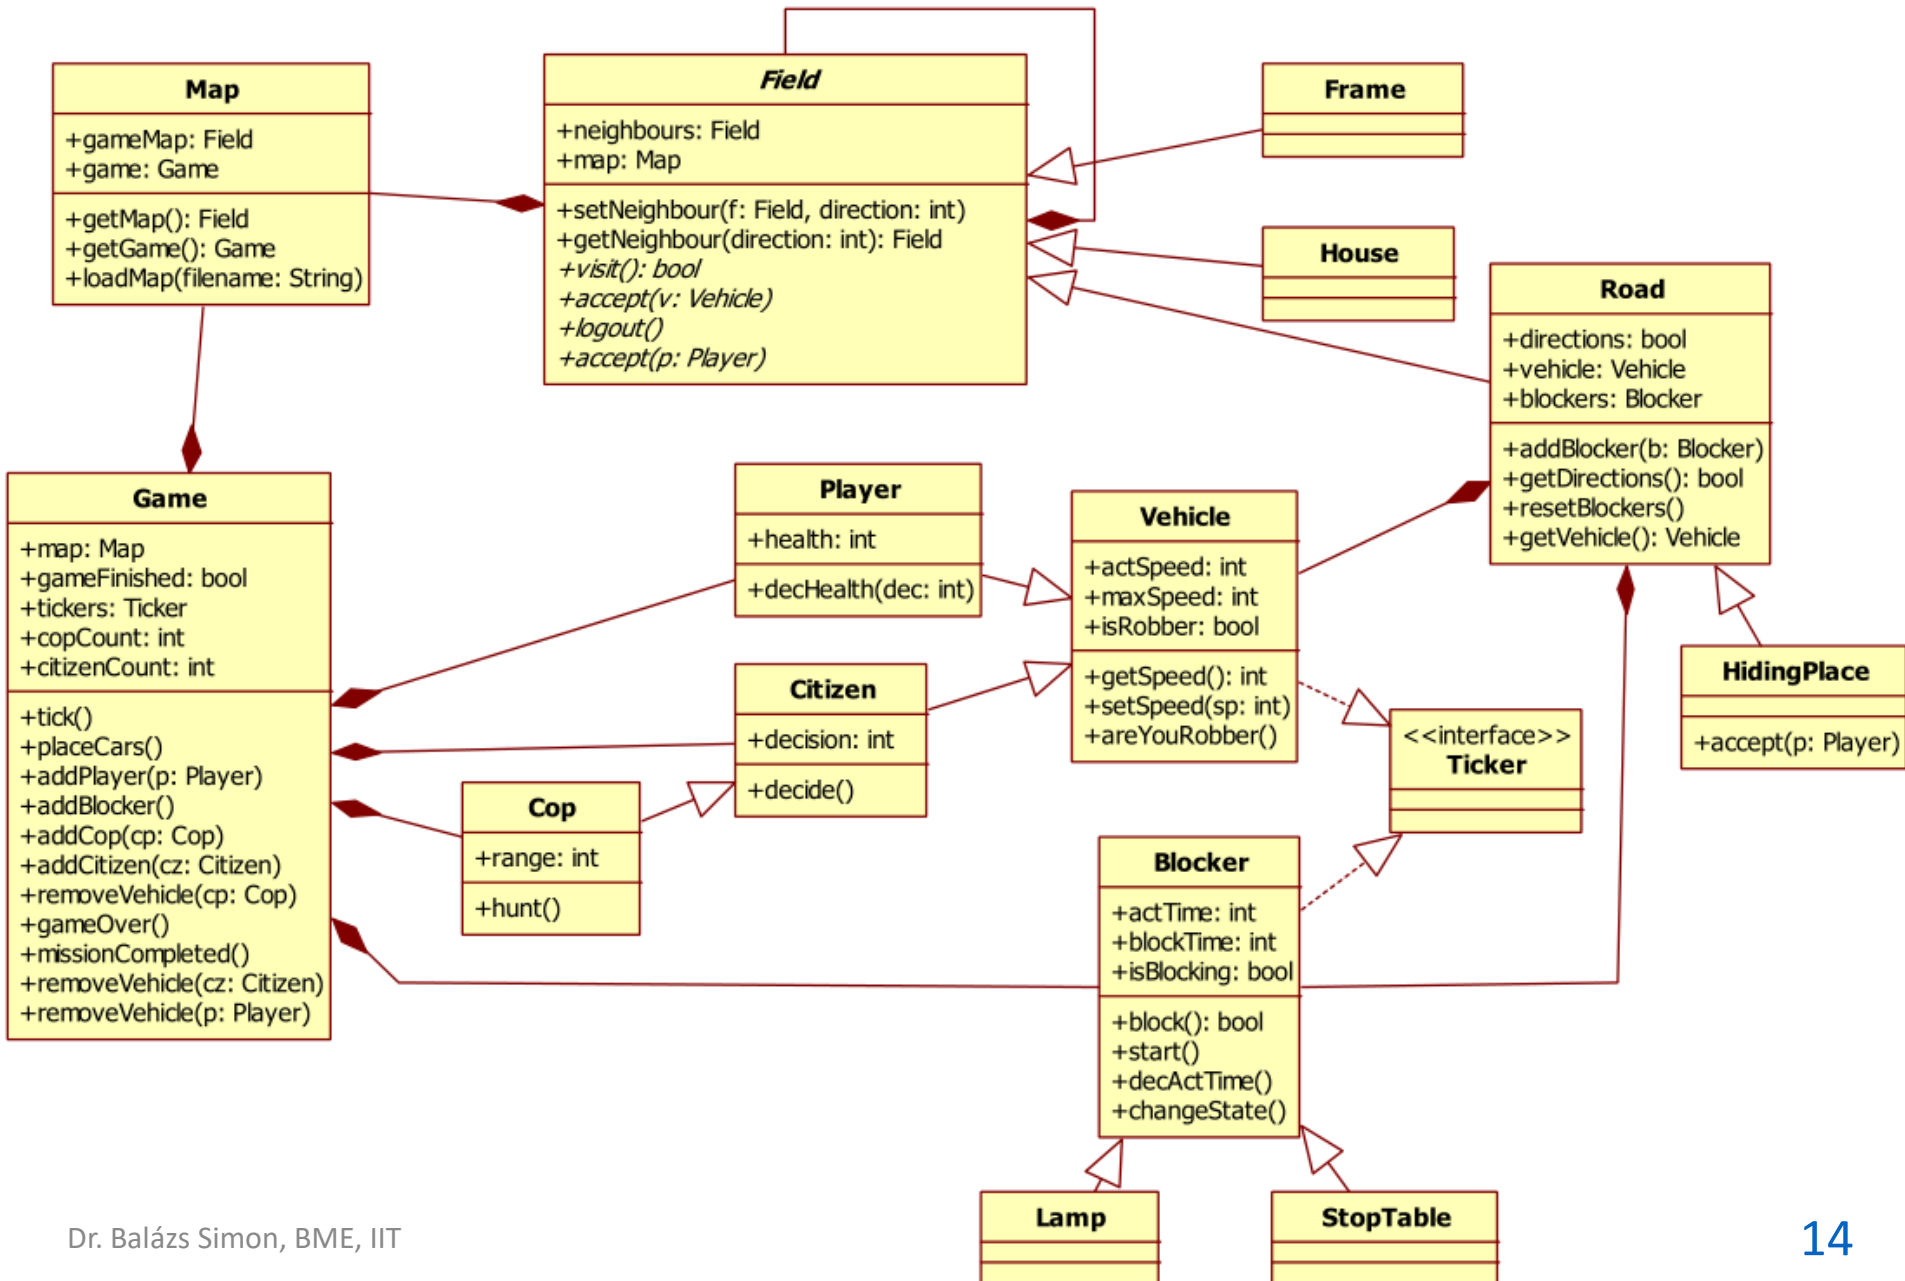 Map
+gameMap: Field
+game: Game
+getMap(): Field
+getGame(): Game
+loadMap(filename: String)
Field
+neighbours: Field
+map: Map
+setNeighbour(f: Field, direction: int)
+getNeighbour(direction: int): Field
+visit(): bool
+accept(v: Vehicle)
+logout()
+accept(p: Player)
Frame
House
Road
+directions: bool
+vehicle: Vehicle
+blockers: Blocker
+addBlocker(b: Blocker)
+getDirections(): bool
+resetBlockers()
+getVehicle(): Vehicle
Game
+map: Map
+gameFinished: bool
+tickers: Ticker
+copCount: int
+citizenCount: int
+tick()
+placeCars()
+addPlayer(p: Player)
+addBlocker()
+addCop(cp: Cop)
+addCitizen(cz: Citizen)
+removeVehicle(cp: Cop)
+gameOver()
+missionCompleted()
+removeVehicle(cz: Citizen)
+removeVehicle(p: Player)
Player
+health: int
+decHealth(dec: int)
Vehicle
+actSpeed: int
+maxSpeed: int
+isRobber: bool
+getSpeed(): int
+setSpeed(sp: int)
+areYouRobber()
Citizen
+decision: int
+decide()
Cop
+range: int
+hunt()
<<interface>>
Ticker
HidingPlace
+accept(p: Player)
Blocker
+actTime: int
+blockTime: int
+isBlocking: bool
+block(): bool
+start()
+decActTime()
+changeState()
Lamp
StopTable
Dr. Balázs Simon, BME, IIT
14